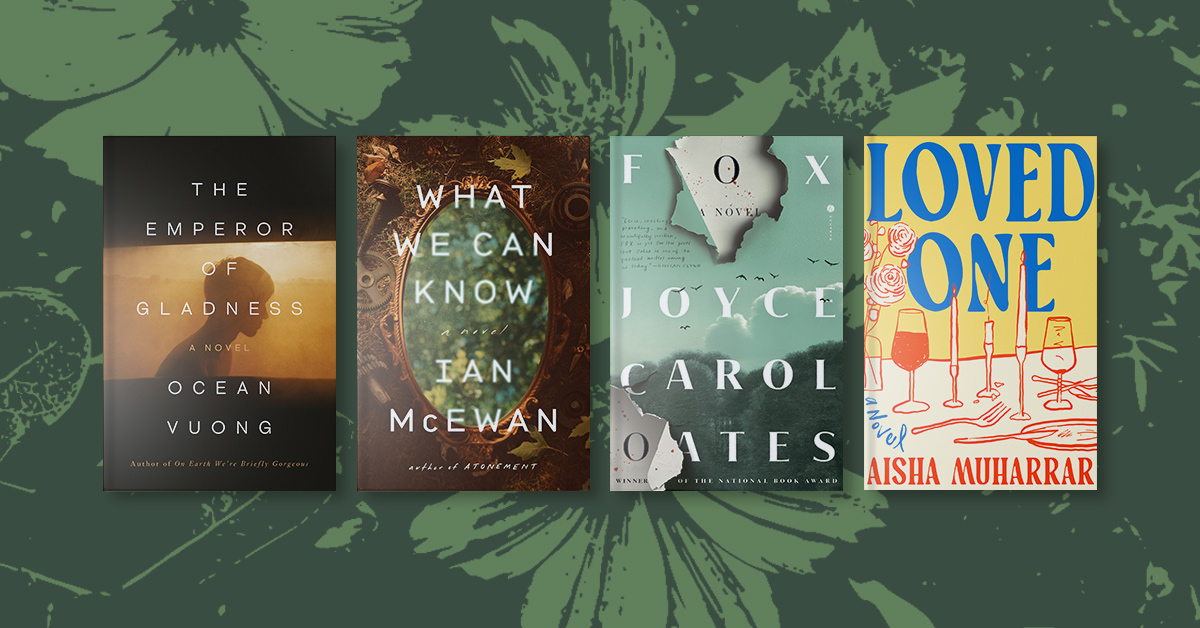 THE
EMPEROR
OF
GLADNESS
A NOVEL
OCEAN
VUONG
Author of On Earth We're Briefly Gorgeous
WHAT
WE CAN
KNOW
a novel
IAN
McEWAN
author of ATONEMENT
FOX
A NOVEL
JOYCE
CAROL
OATES
WINNER OF THE NATIONAL BOOK AWARD
LOVED
ONE
a Novel
AISHA MUHARRAR